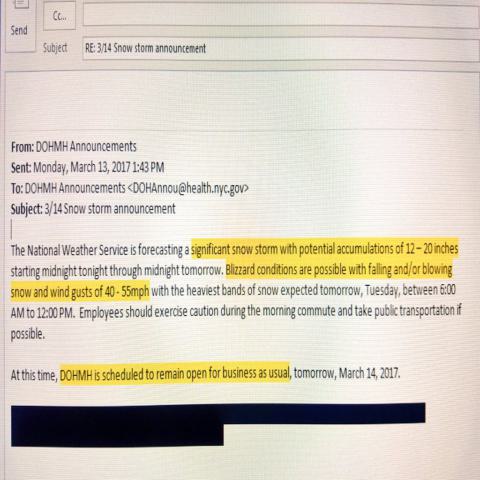 Send
Cc...
Subject
RE: 3/14 Snow storm announcement
From: DOHMH Announcements
Sent: Monday, March 13, 2017 1:43 PM
To: DOHMH Announcements <DOHAnnou@health.nyc.gov>
Subject: 3/14 Snow storm announcement
The National Weather Service is forecasting a significant snow storm with potential accumulations of 12 – 20 inches
starting midnight tonight through midnight tomorrow. Blizzard conditions are possible with falling and/or blowing
snow and wind gusts of 40 - 55mph with the heaviest bands of snow expected tomorrow, Tuesday, between 6:00
AM to 12:00 PM. Employees should exercise caution during the morning commute and take public transportation if
possible.
At this time, DOHMH is scheduled to remain open for business as usual, tomorrow, March 14, 2017.